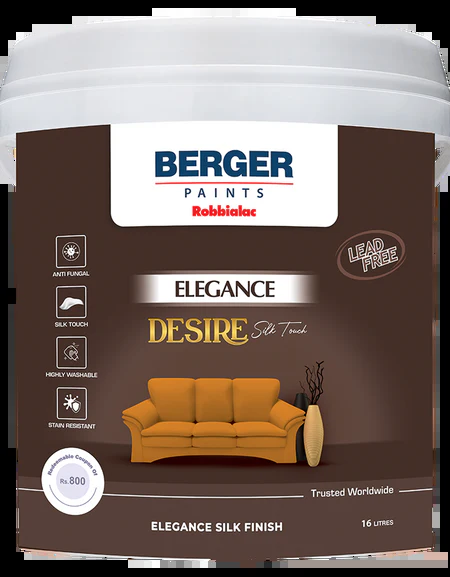 BERGER
PAINTS
Robbialac
LEAD
FREE
ANTI FUNGAL
ELEGANCE
SILK TOUCH
DESIRE Silk Touch
HIGHLY WASHABLE
STAIN RESISTANT
Redeemable Coupon Of
Rs.800
Trusted Worldwide
ELEGANCE SILK FINISH
16 LITRES